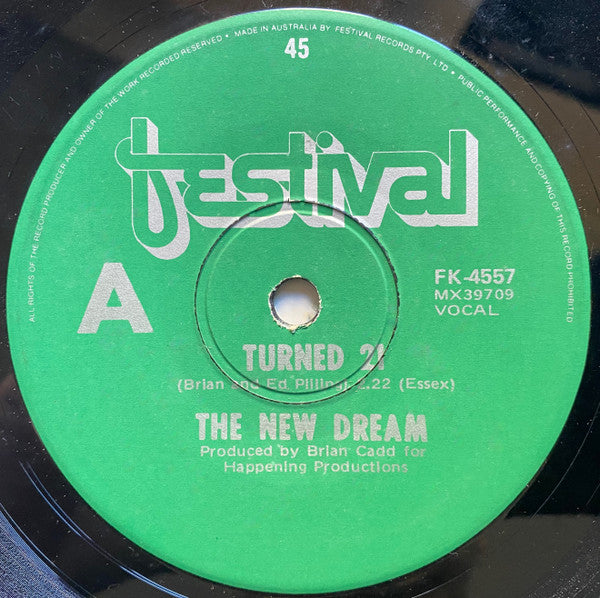 ALL RIGHTS OF THE RECORD PRODUCER AND OWNER OF THE WORK RECORDED RESERVED • MADE IN AUSTRALIA BY FESTIVAL RECORDS PTY. LTD. • PUBLIC PERFORMANCE AND COPYING OF THIS RECORD PROHIBITED
45
festival
A
FK-4557
MX39709
VOCAL
TURNED 21
(Brian and Ed Pilling) 2.22 (Essex)
THE NEW DREAM
Produced by Brian Cadd for
Happening Productions